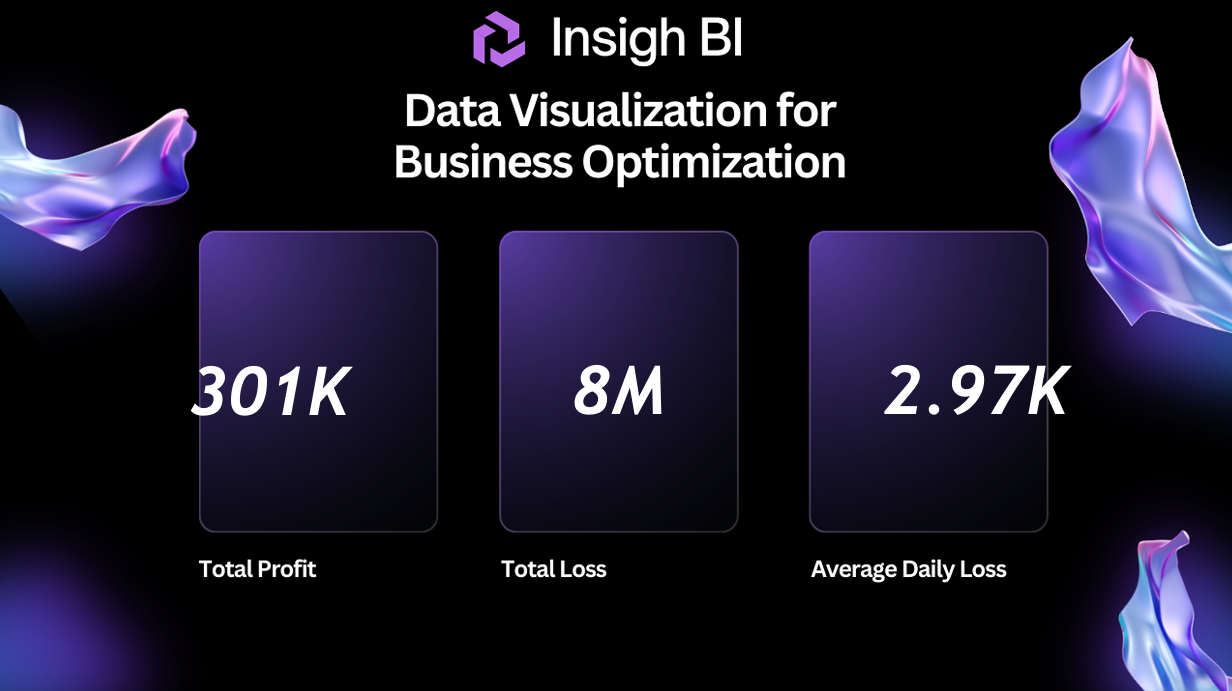 Insigh BI
Data Visualization for
Business Optimization
301K
8M
2.97K
Total Profit
Total Loss
Average Daily Loss